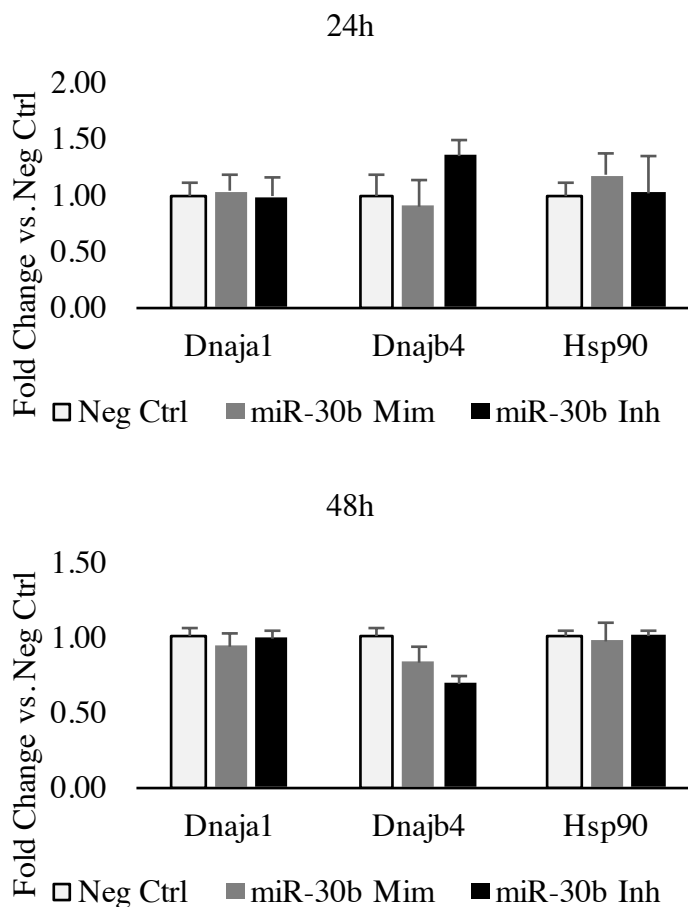 24h
Fold Change vs. Neg Ctrl
2.00
1.50
1.00
0.50
0.00
Dnaja1 Dnajb4 Hsp90
Neg Ctrl miR-30b Mim miR-30b Inh
48h
Fold Change vs. Neg Ctrl
1.50
1.00
0.50
0.00
Dnaja1 Dnajb4 Hsp90
Neg Ctrl miR-30b Mim miR-30b Inh